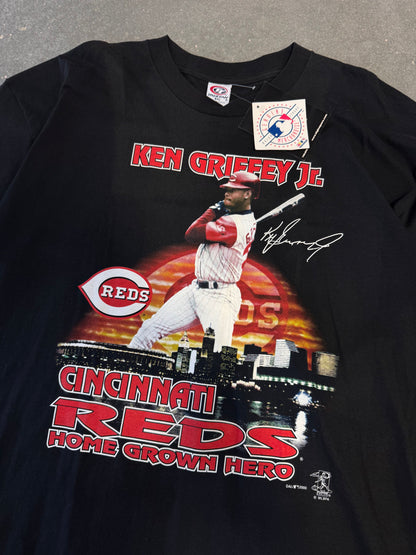 KEN GRIFFEY Jr.
REDS
CINCINNATI
REDS
HOME GROWN HERO